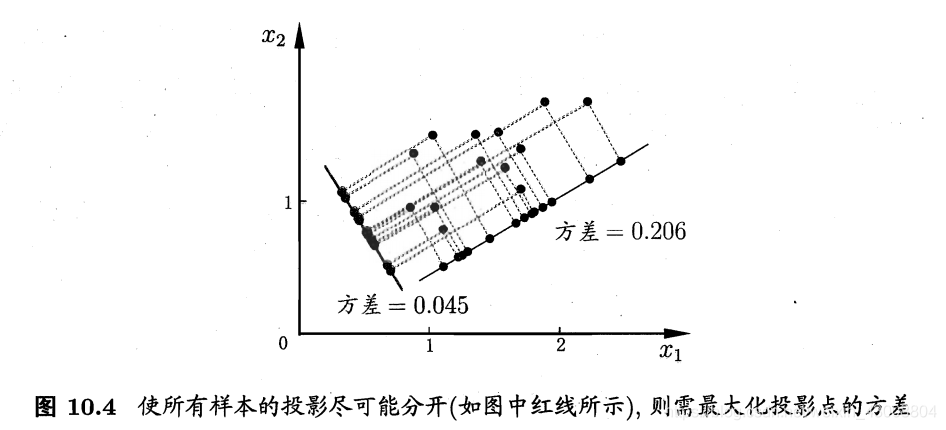 x₂
1
方差 = 0.206
方差 = 0.045
0 1 2 x₁
图 10.4 使所有样本的投影尽可能分开(如图中红线所示), 则需最大化投影点的方差